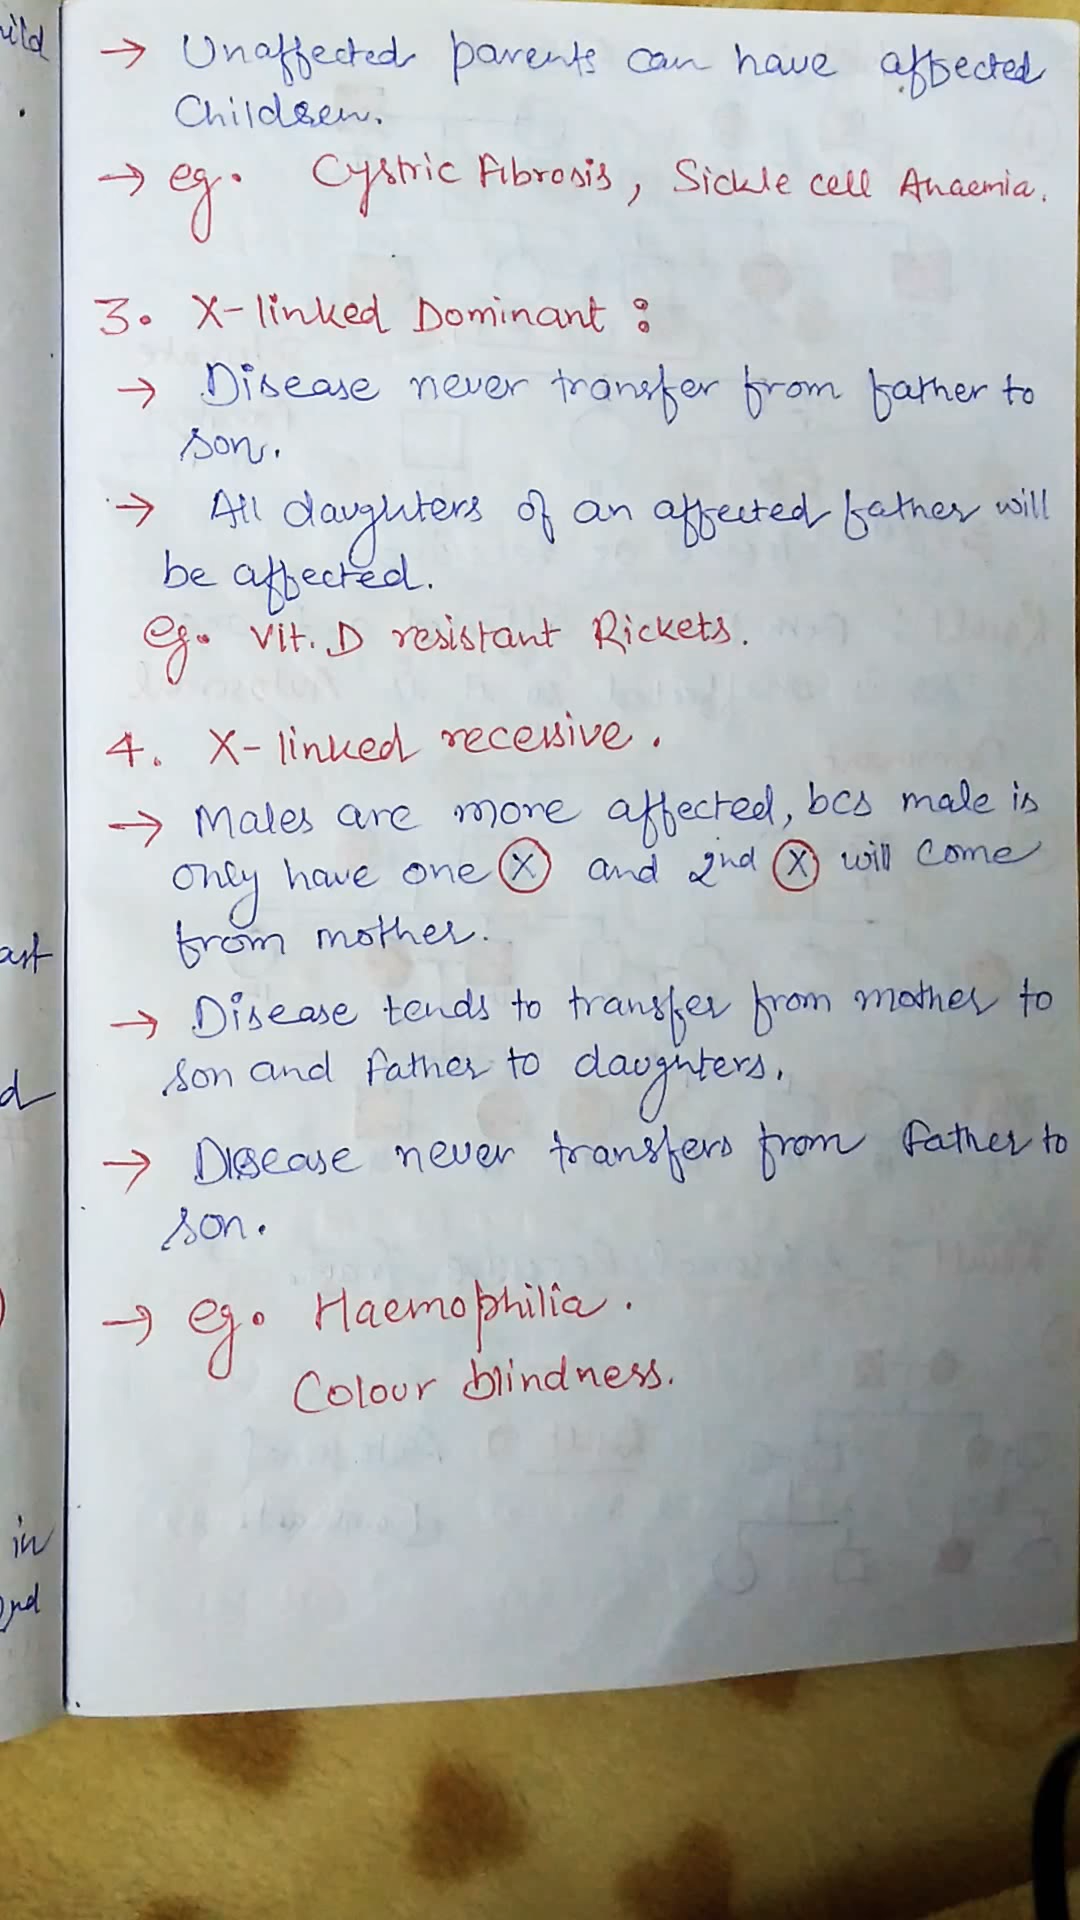 → Unaffected parents can have affected
Children.
→ eg. Cystric Fibrosis, Sickle cell Anaemia.
3. X-linked Dominant :
→ Disease never transfer from father to
son.
→ All daughters of an affected father will
be affected.
eg. Vit. D resistant Rickets.
4. X-linked recessive.
→ Males are more affected, bcs male is
only have one X and 2nd X will come
from mother.
→ Disease tends to transfer from mother to
son and father to daughters.
→ Disease never transfers from father to
son.
→ eg. Haemophilia.
Colour blindness.
in